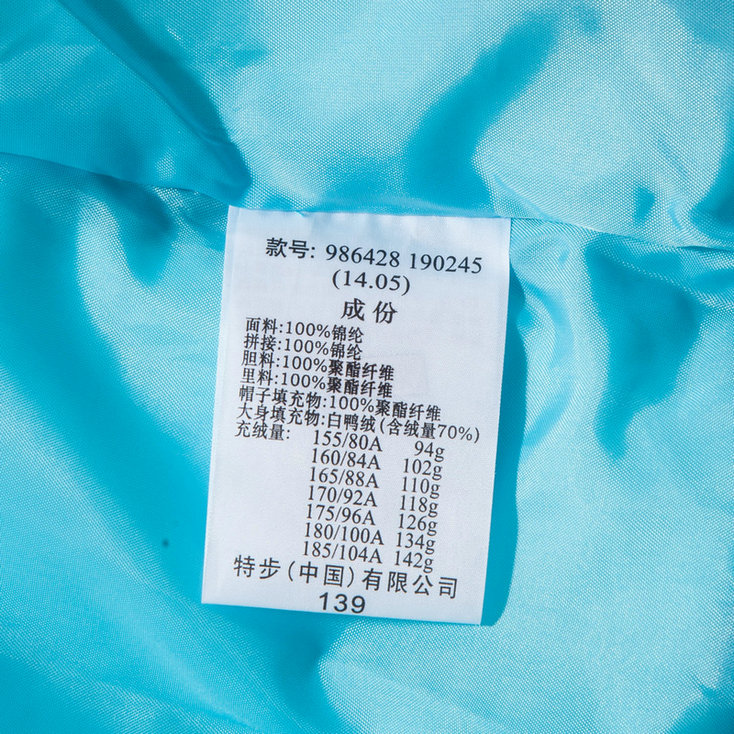 款号: 986428 190245
(14.05)
成份
面料:100%锦纶
拼接:100%锦纶
胆料:100%聚酯纤维
里料:100%聚酯纤维
帽子填充物:100%聚酯纤维
大身填充物:白鸭绒(含绒量70%)
充绒量: 155/80A 94g
160/84A 102g
165/88A 110g
170/92A 118g
175/96A 126g
180/100A 134g
185/104A 142g
特步(中国)有限公司
139